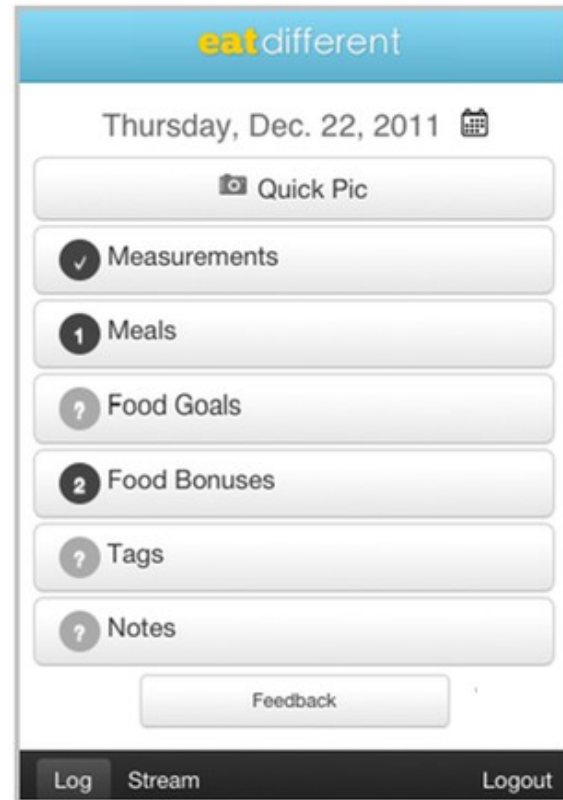 eatdifferent
Thursday, Dec. 22, 2011
Quick Pic
✓ Measurements
1 Meals
? Food Goals
2 Food Bonuses
? Tags
? Notes
Feedback
Log Stream Logout